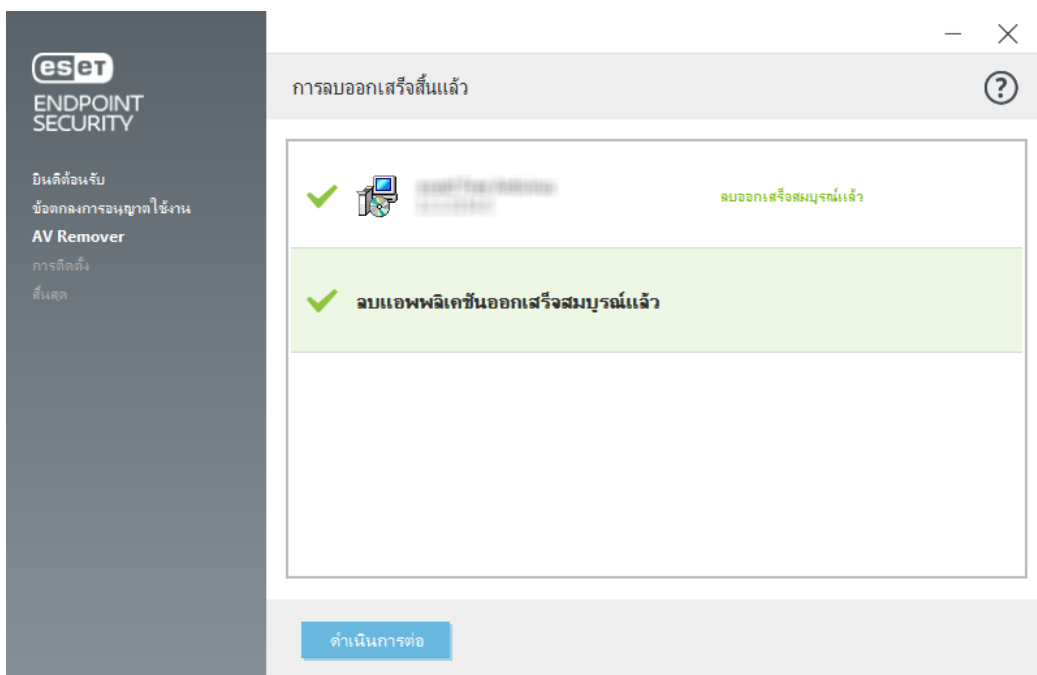 eset
ENDPOINT
SECURITY
ยินดีต้อนรับ
ข้อตกลงการอนุญาตใช้งาน
AV Remover
การติดตั้ง
สิ้นสุด
การลบออกเสร็จสิ้นแล้ว
?
ลบออกเสร็จสมบูรณ์แล้ว
ลบแอพพลิเคชันออกเสร็จสมบูรณ์แล้ว
ดำเนินการต่อ